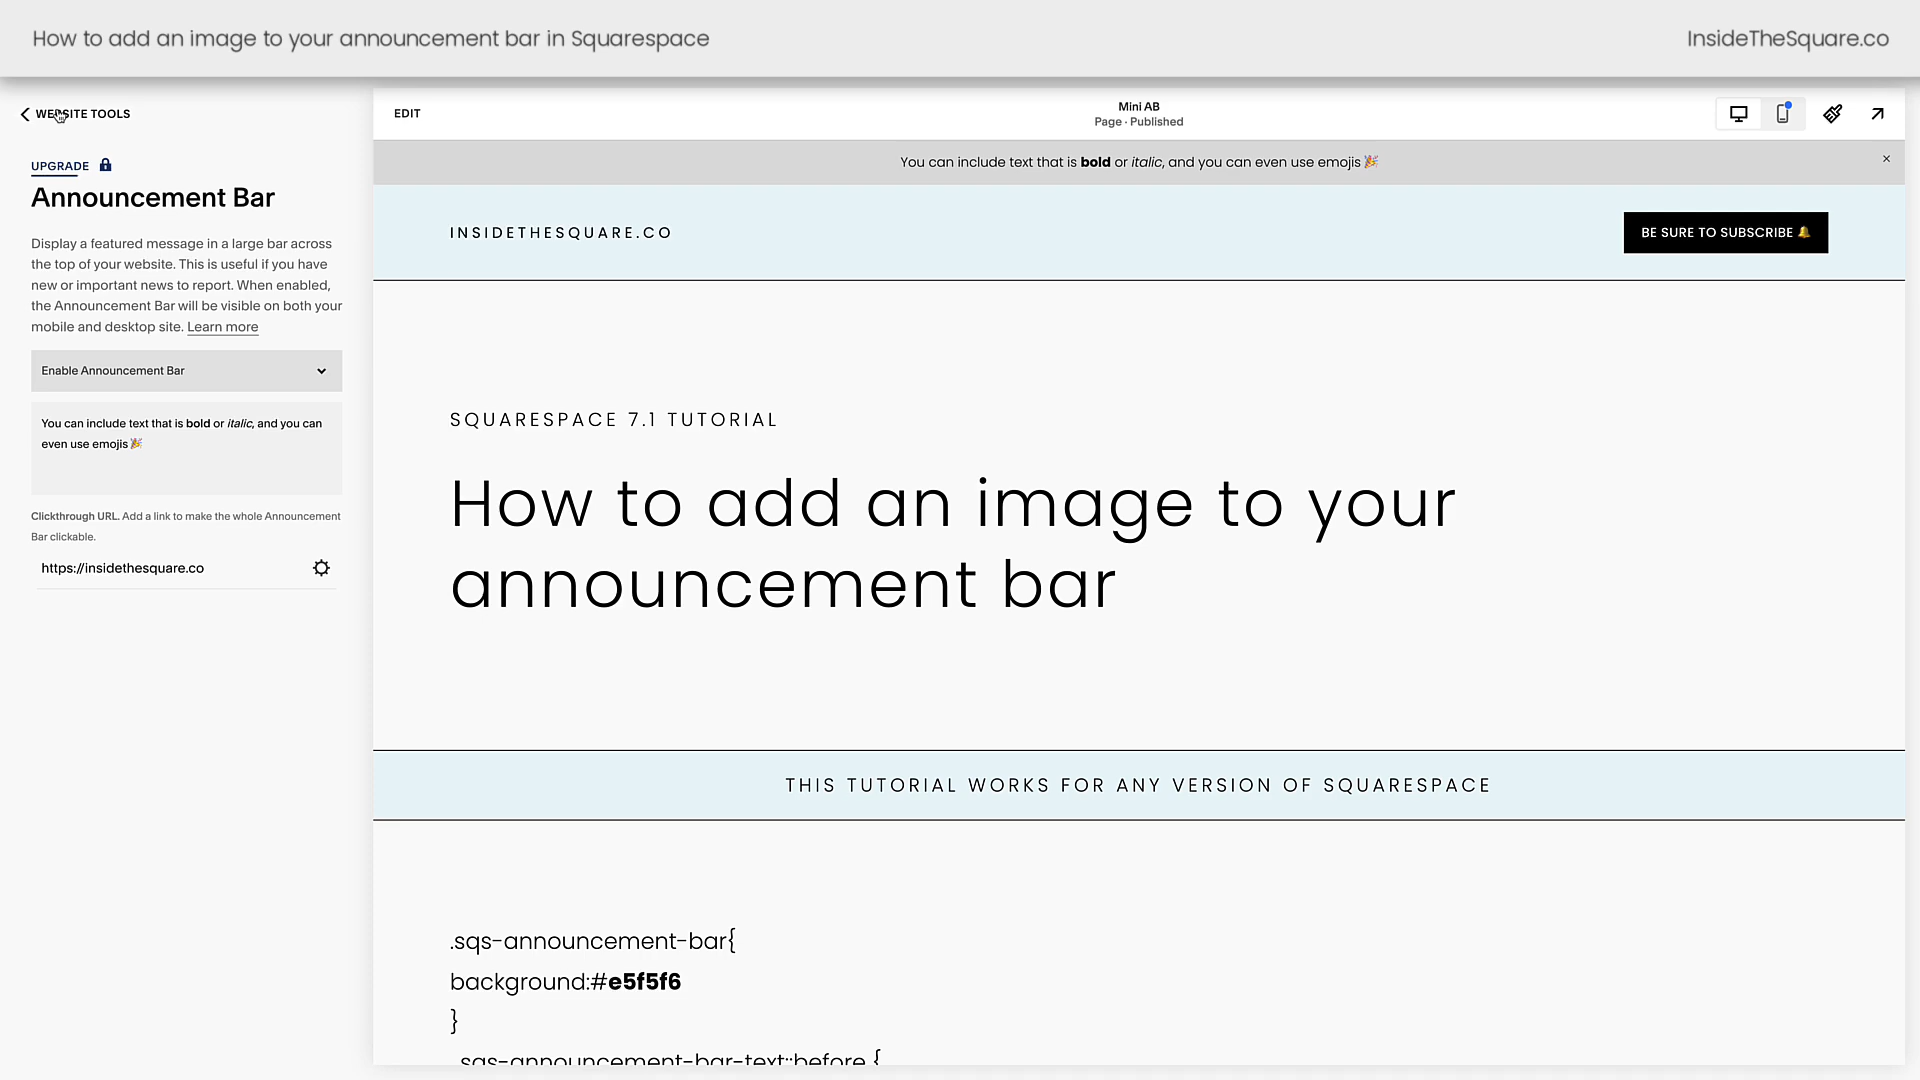 How to add an image to your announcement bar in Squarespace
InsideTheSquare.co
WEBSITE TOOLS
EDIT
Mini AB
Page · Published
UPGRADE
Announcement Bar
Display a featured message in a large bar across
the top of your website. This is useful if you have
new or important news to report. When enabled,
the Announcement Bar will be visible on both your
mobile and desktop site. Learn more
Enable Announcement Bar
You can include text that is bold or italic, and you can
even use emojis 🎉
Clickthrough URL. Add a link to make the whole Announcement
Bar clickable.
https://insidethesquare.co
You can include text that is bold or italic, and you can even use emojis 🎉
×
INSIDETHESQUARE.CO
BE SURE TO SUBSCRIBE 🔔
SQUARESPACE 7.1 TUTORIAL
How to add an image to your
announcement bar
THIS TUTORIAL WORKS FOR ANY VERSION OF SQUARESPACE
.sqs-announcement-bar{
background:#e5f5f6
}
.sqs-announcement-bar-text::before {